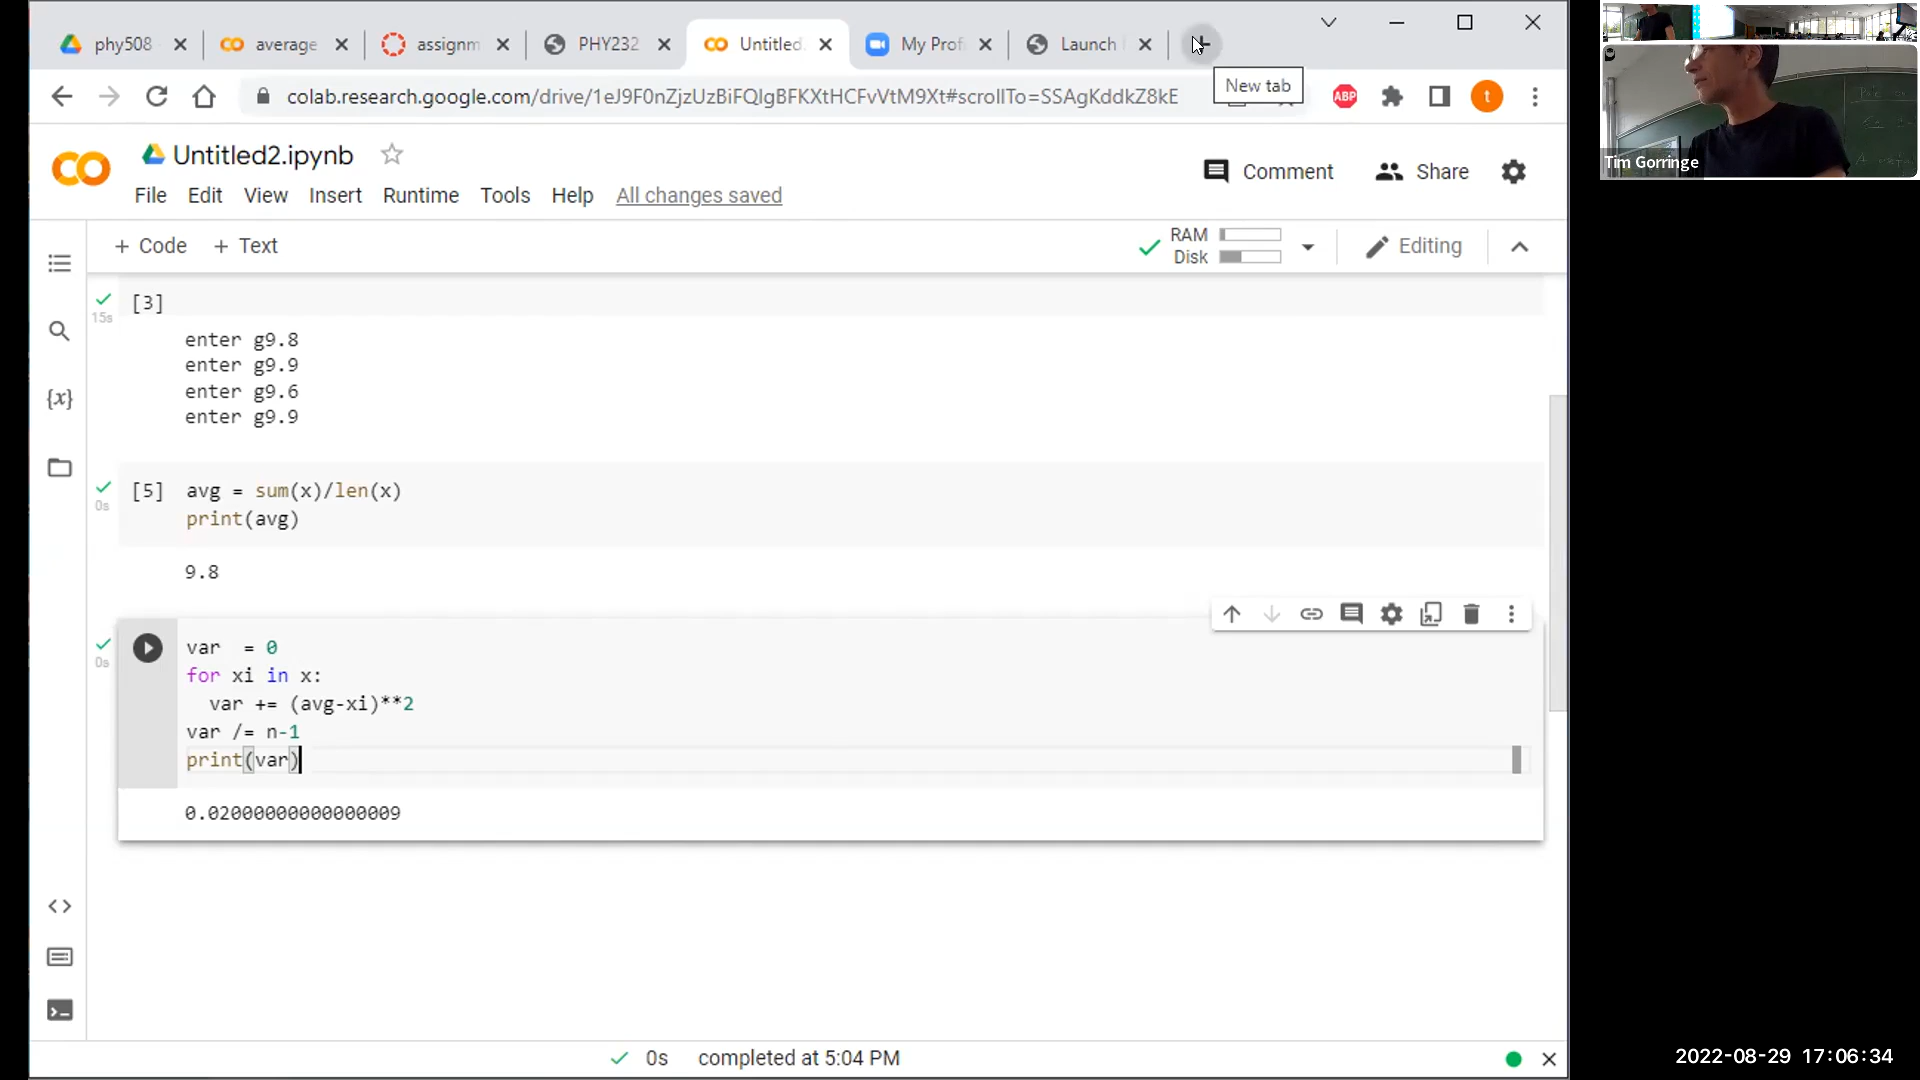 phy508
average
assignm
PHY232
Untitled
My Prof
Launch
New tab
colab.research.google.com/drive/1eJ9F0nZjzUzBiFQIgBFKXtHCFvVtM9Xt#scrollTo=SSAgKddkZ8kE
ABP
t
Untitled2.ipynb
Comment
Share
File Edit View Insert Runtime Tools Help All changes saved
+ Code + Text
RAM
Disk
Editing
[3]
15s
enter g9.8
enter g9.9
enter g9.6
enter g9.9
[5] avg = sum(x)/len(x)
0s
print(avg)
9.8
var  = 0
0s
for xi in x:
var += (avg-xi)**2
var /= n-1
print(var)
0.02000000000000009
{x}
0s completed at 5:04 PM
Tim Gorringe
2022-08-29 17:06:34